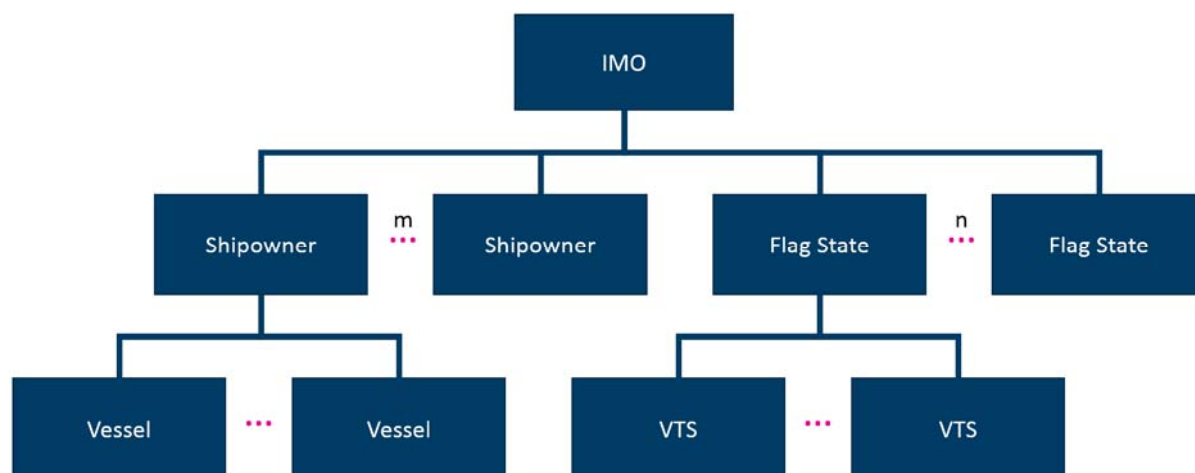 IMO
Shipowner
m
...
Shipowner
Flag State
n
...
Flag State
Vessel
...
Vessel
VTS
...
VTS